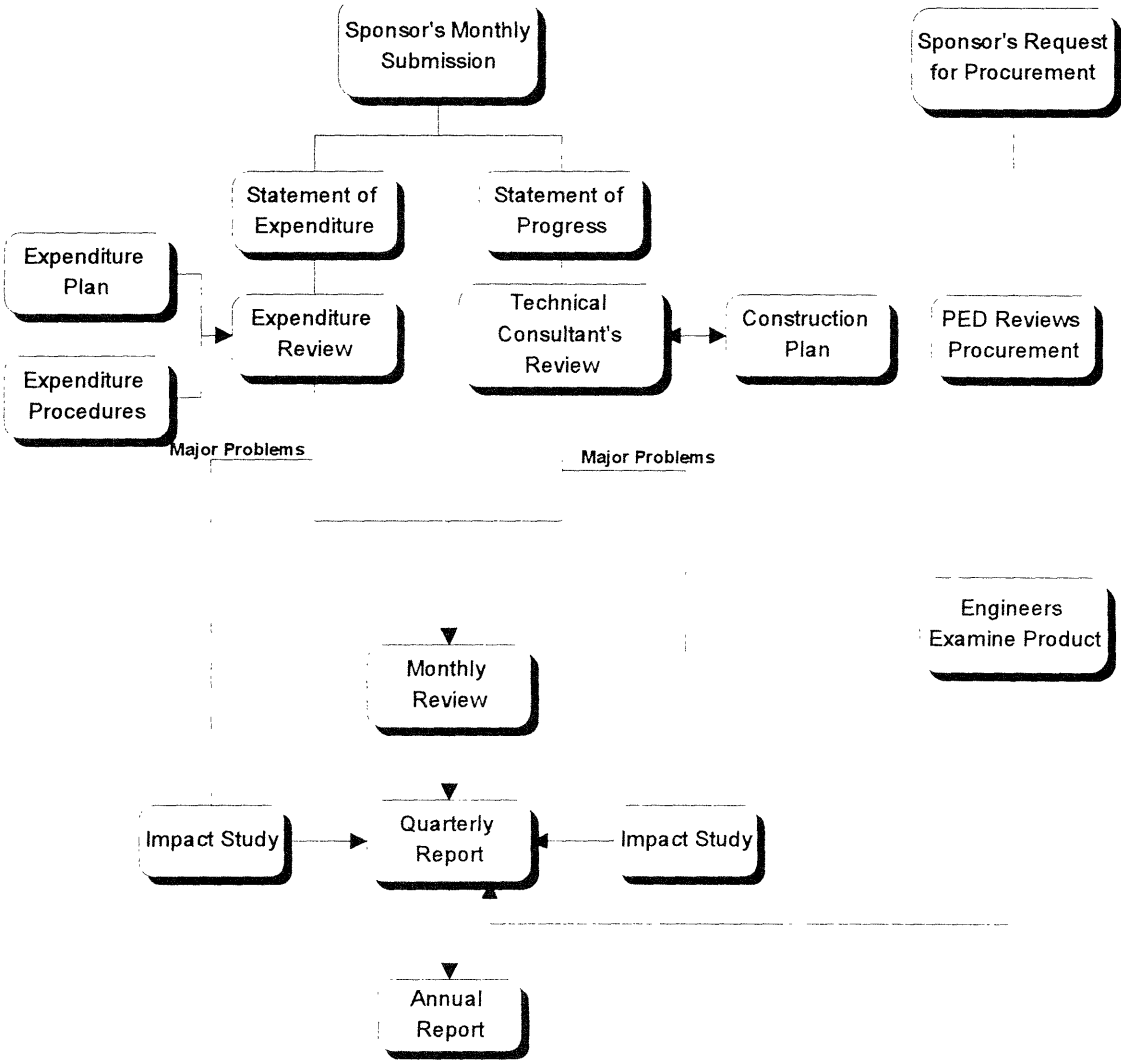 Sponsor's Monthly
Submission
Sponsor's Request
for Procurement
Statement of
Expenditure
Statement of
Progress
Expenditure
Plan
Expenditure
Review
Technical
Consultant's
Review
Construction
Plan
PED Reviews
Procurement
Expenditure
Procedures
Major Problems
Major Problems
Engineers
Examine Product
Monthly
Review
Impact Study
Quarterly
Report
Impact Study
Annual
Report